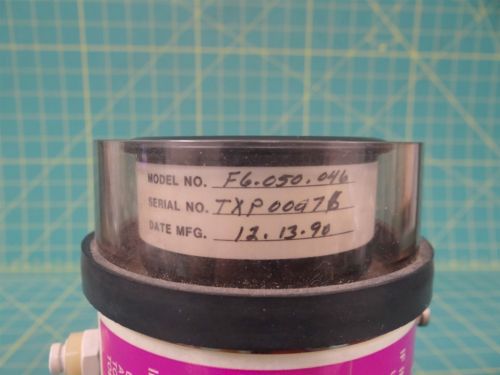 MODEL NO. F6.050.046
SERIAL NO. TXP0097B
DATE MFG. 12.13.90